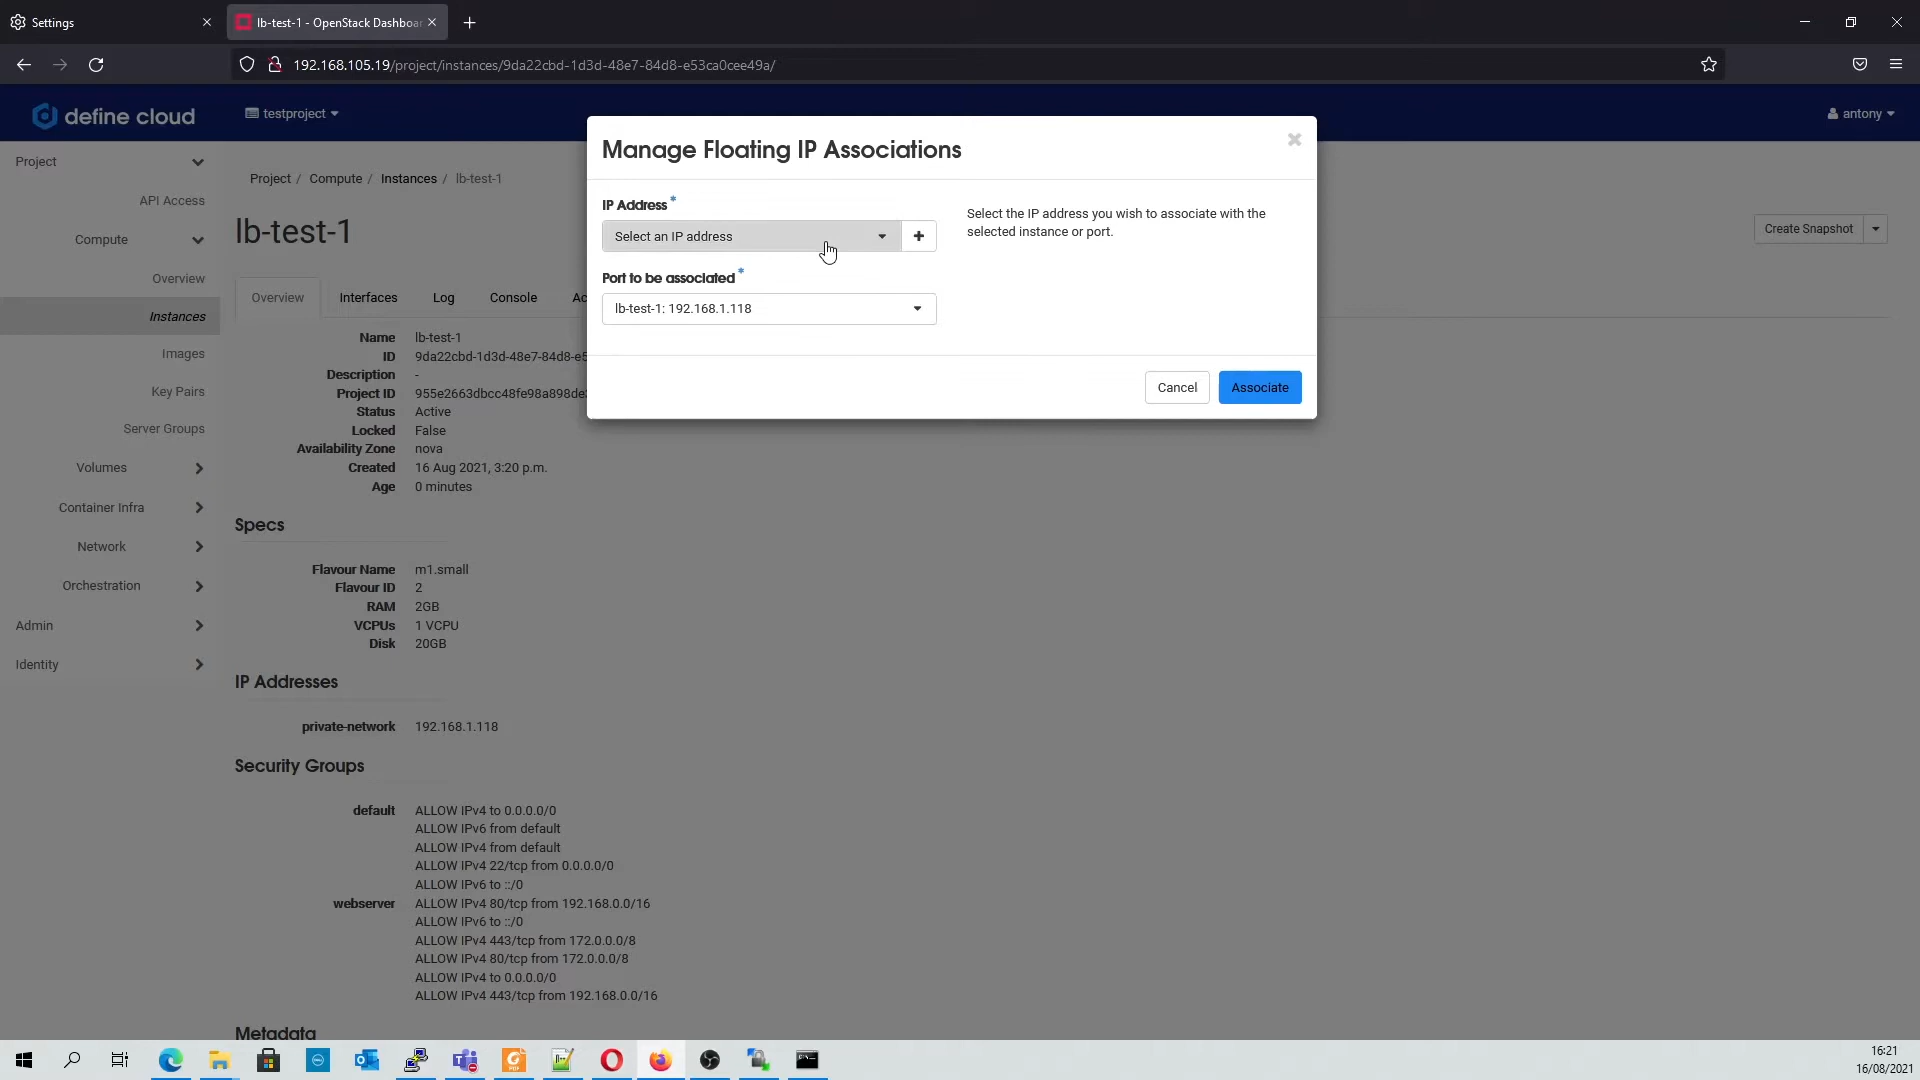 Settings
lb-test-1 - OpenStack Dashboar
192.168.105.19/project/instances/9da22cbd-1d3d-48e7-84d8-e53ca0cee49a/
define cloud
testproject
antony
Project
API Access
Compute
Overview
Instances
Images
Key Pairs
Server Groups
Volumes
Container Infra
Network
Orchestration
Admin
Identity
Project / Compute / Instances / lb-test-1
lb-test-1
Create Snapshot
Overview Interfaces Log Console Ac
Name lb-test-1
ID 9da22cbd-1d3d-48e7-84d8-e5
Description -
Project ID 955e2663dbcc48fe98a898de
Status Active
Locked False
Availability Zone nova
Created 16 Aug 2021, 3:20 p.m.
Age 0 minutes
Specs
Flavour Name m1.small
Flavour ID 2
RAM 2GB
VCPUs 1 VCPU
Disk 20GB
IP Addresses
private-network 192.168.1.118
Security Groups
default ALLOW IPv4 to 0.0.0.0/0
ALLOW IPv6 from default
ALLOW IPv4 from default
ALLOW IPv4 22/tcp from 0.0.0.0/0
ALLOW IPv6 to ::/0
webserver ALLOW IPv4 80/tcp from 192.168.0.0/16
ALLOW IPv6 to ::/0
ALLOW IPv4 443/tcp from 172.0.0.0/8
ALLOW IPv4 80/tcp from 172.0.0.0/8
ALLOW IPv4 to 0.0.0.0/0
ALLOW IPv4 443/tcp from 192.168.0.0/16
Metadata
Manage Floating IP Associations
IP Address *
Select an IP address
Port to be associated *
lb-test-1: 192.168.1.118
Select the IP address you wish to associate with the
selected instance or port.
Cancel Associate
16:21
16/08/2021